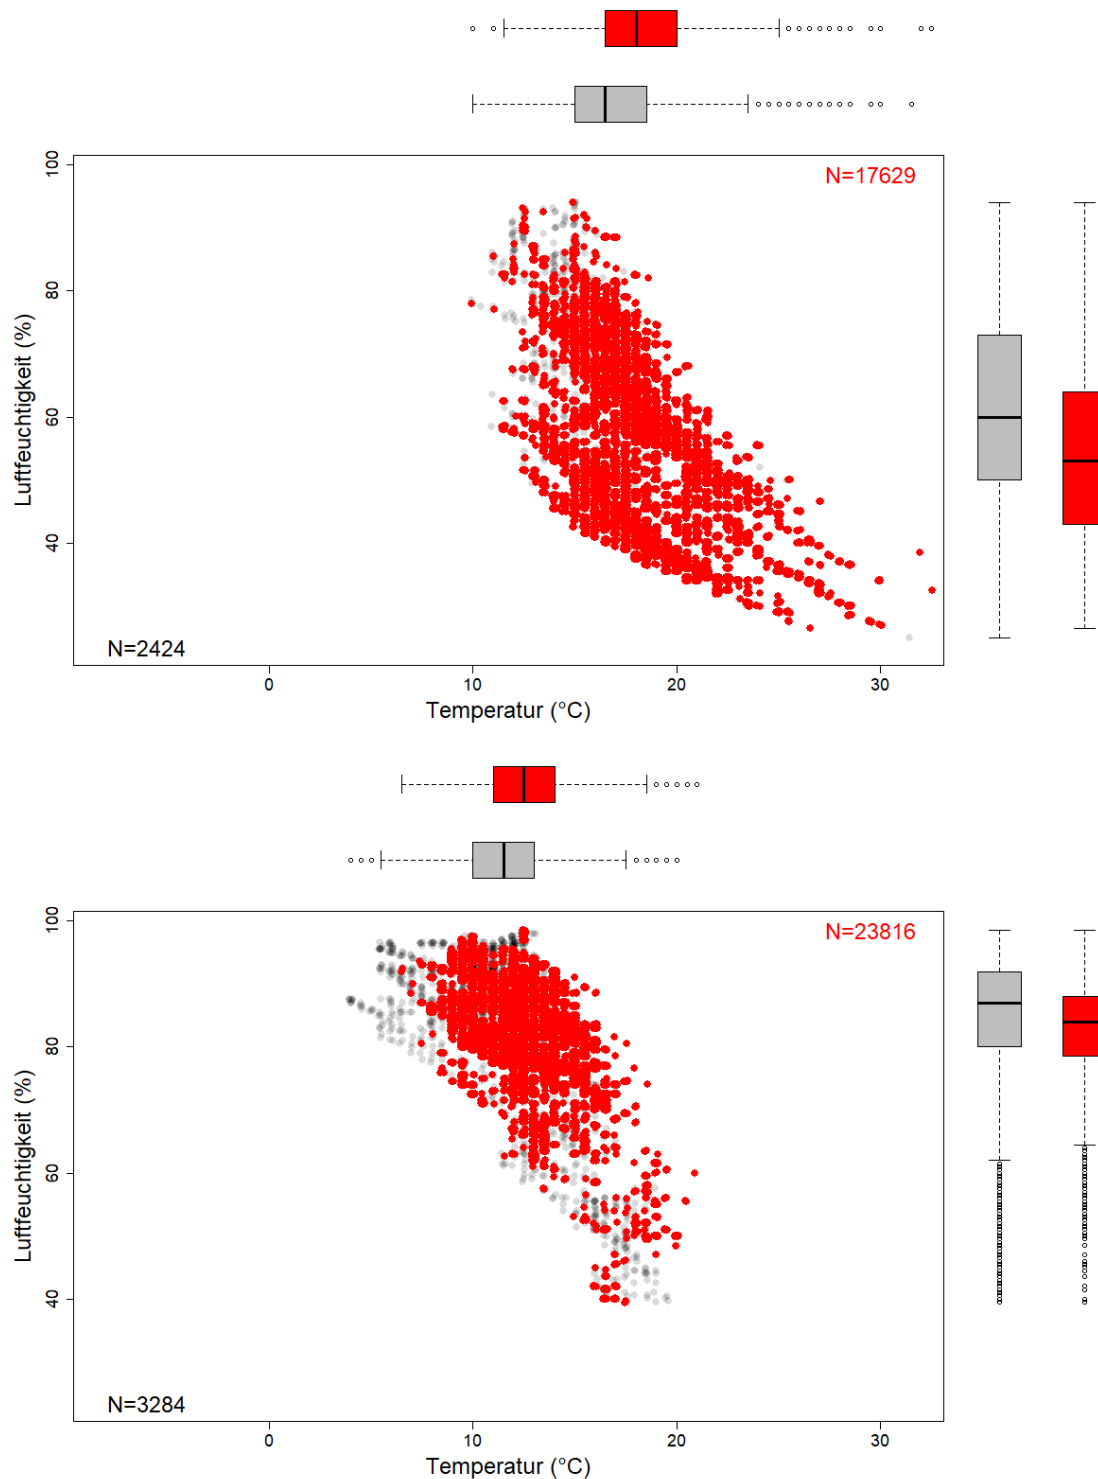 N=17629
100
80
60
40
Luftfeuchtigkeit (%)
N=2424
0 10 20 30
Temperatur (°C)
N=23816
100
80
60
40
Luftfeuchtigkeit (%)
N=3284
0 10 20 30
Temperatur (°C)